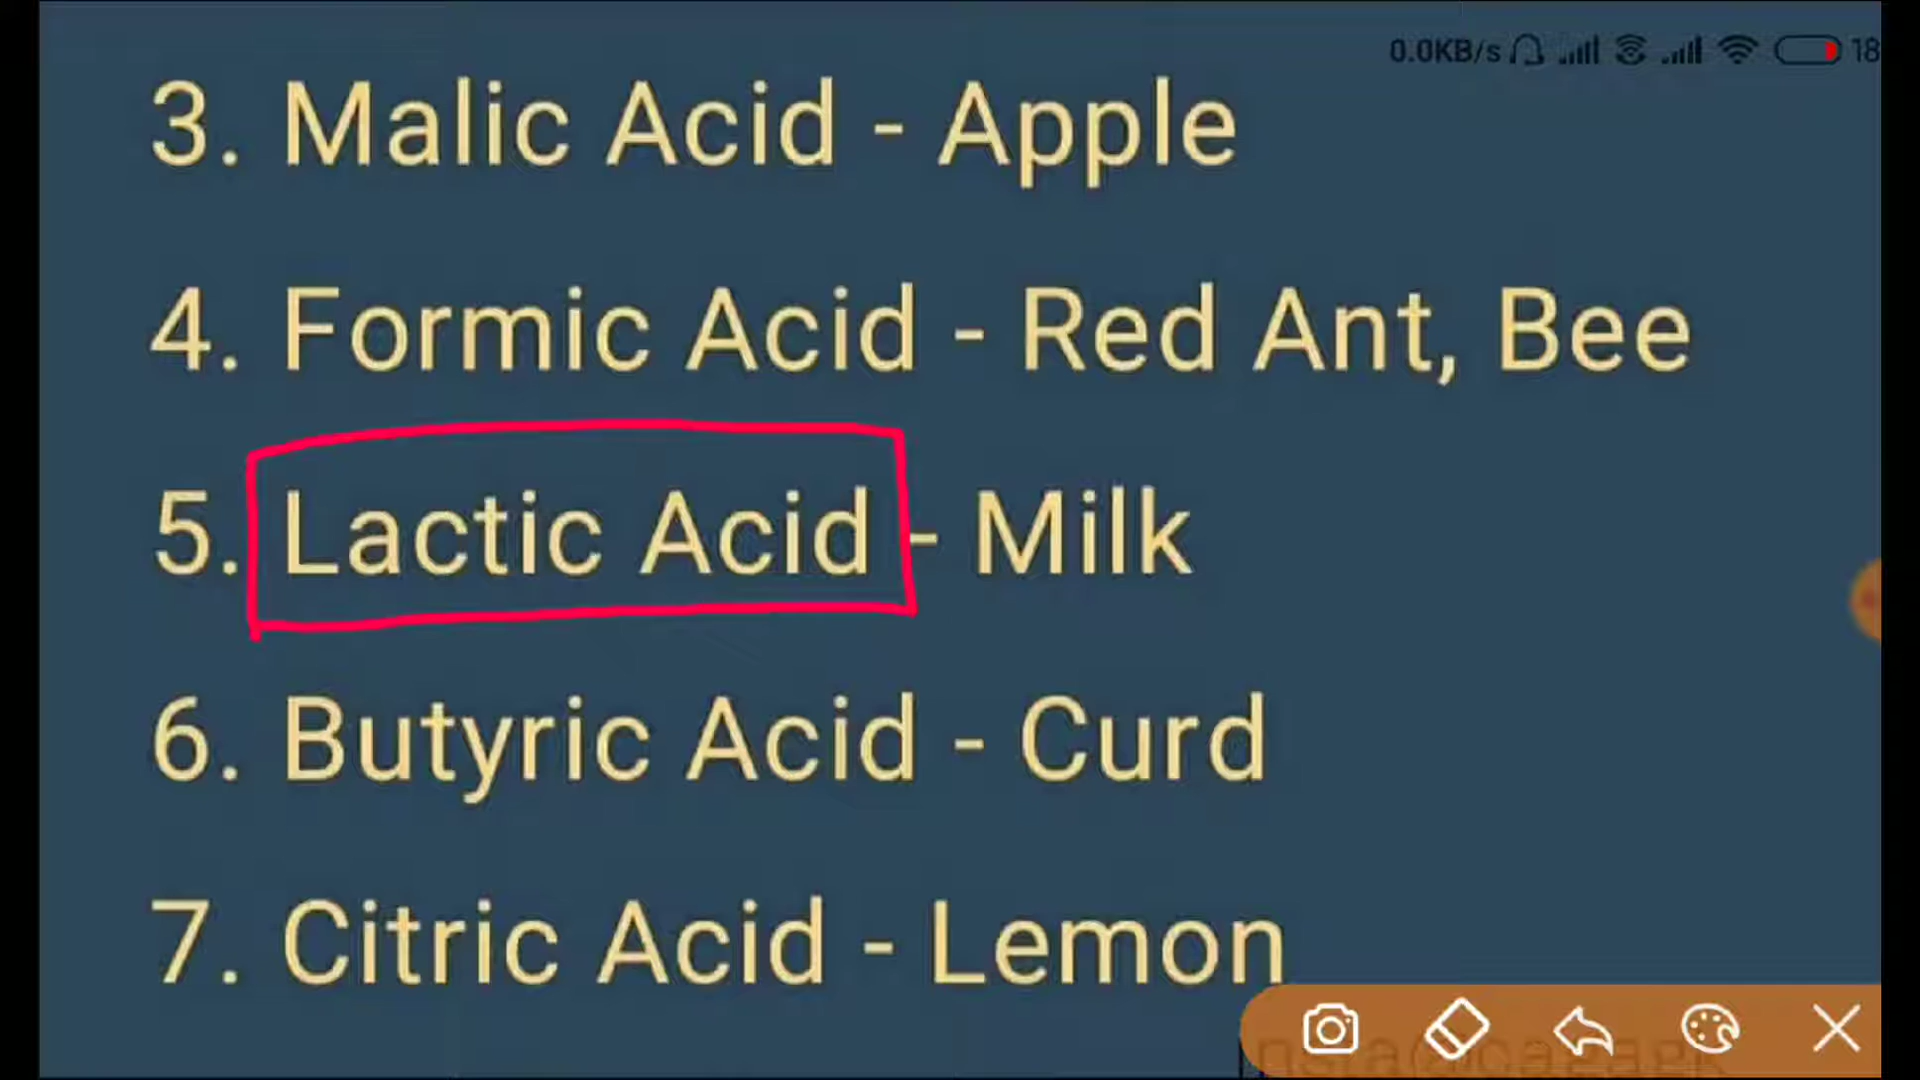 0.0KB/s 18
3. Malic Acid - Apple
4. Formic Acid - Red Ant, Bee
5. Lactic Acid - Milk
6. Butyric Acid - Curd
7. Citric Acid - Lemon